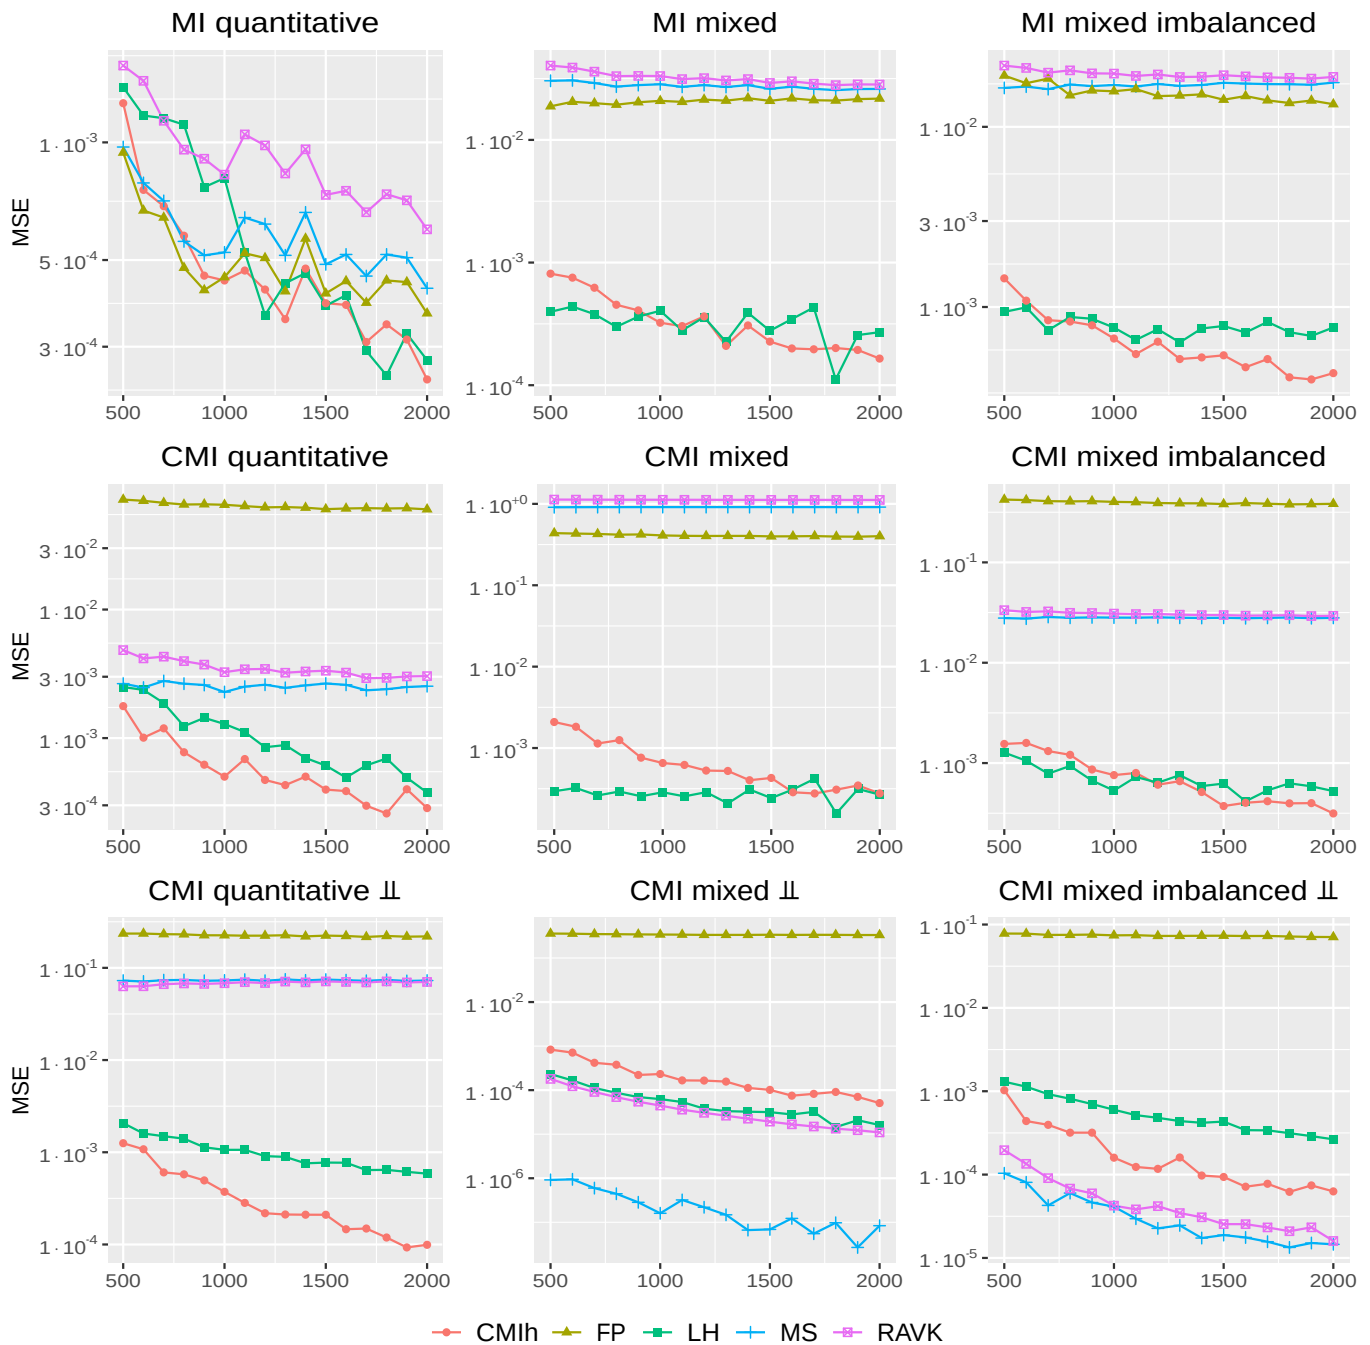 MI quantitative MI mixed MI mixed imbalanced
MSE
1 · 10^-3
5 · 10^-4
3 · 10^-4
500 1000 1500 2000
1 · 10^-2
1 · 10^-3
1 · 10^-4
500 1000 1500 2000
1 · 10^-2
3 · 10^-3
1 · 10^-3
500 1000 1500 2000
CMI quantitative CMI mixed CMI mixed imbalanced
MSE
3 · 10^-2
1 · 10^-2
3 · 10^-3
1 · 10^-3
3 · 10^-4
500 1000 1500 2000
1 · 10^+0
1 · 10^-1
1 · 10^-2
1 · 10^-3
500 1000 1500 2000
1 · 10^-1
1 · 10^-2
1 · 10^-3
500 1000 1500 2000
CMI quantitative ⫫ CMI mixed ⫫ CMI mixed imbalanced ⫫
MSE
1 · 10^-1
1 · 10^-2
1 · 10^-3
1 · 10^-4
500 1000 1500 2000
1 · 10^-2
1 · 10^-4
1 · 10^-6
500 1000 1500 2000
1 · 10^-1
1 · 10^-2
1 · 10^-3
1 · 10^-4
1 · 10^-5
500 1000 1500 2000
CMIh FP LH MS RAVK